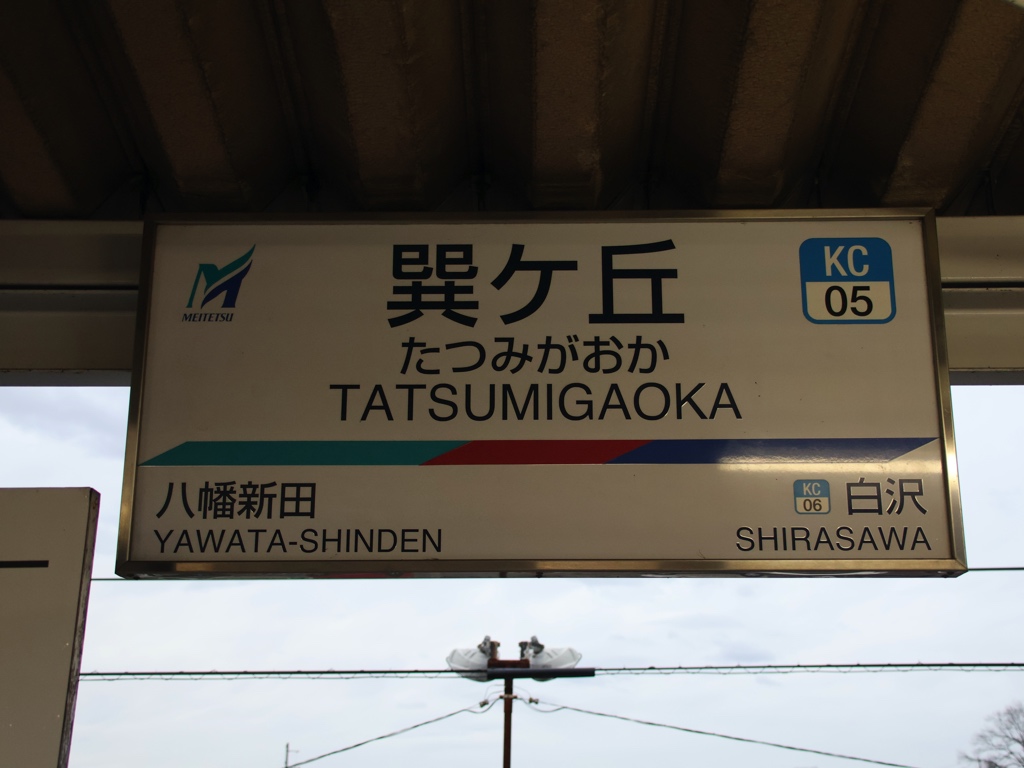 MEITETSU
巽ケ丘
KC
05
たつみがおか
TATSUMIGAOKA
八幡新田
YAWATA-SHINDEN
KC
06
白沢
SHIRASAWA